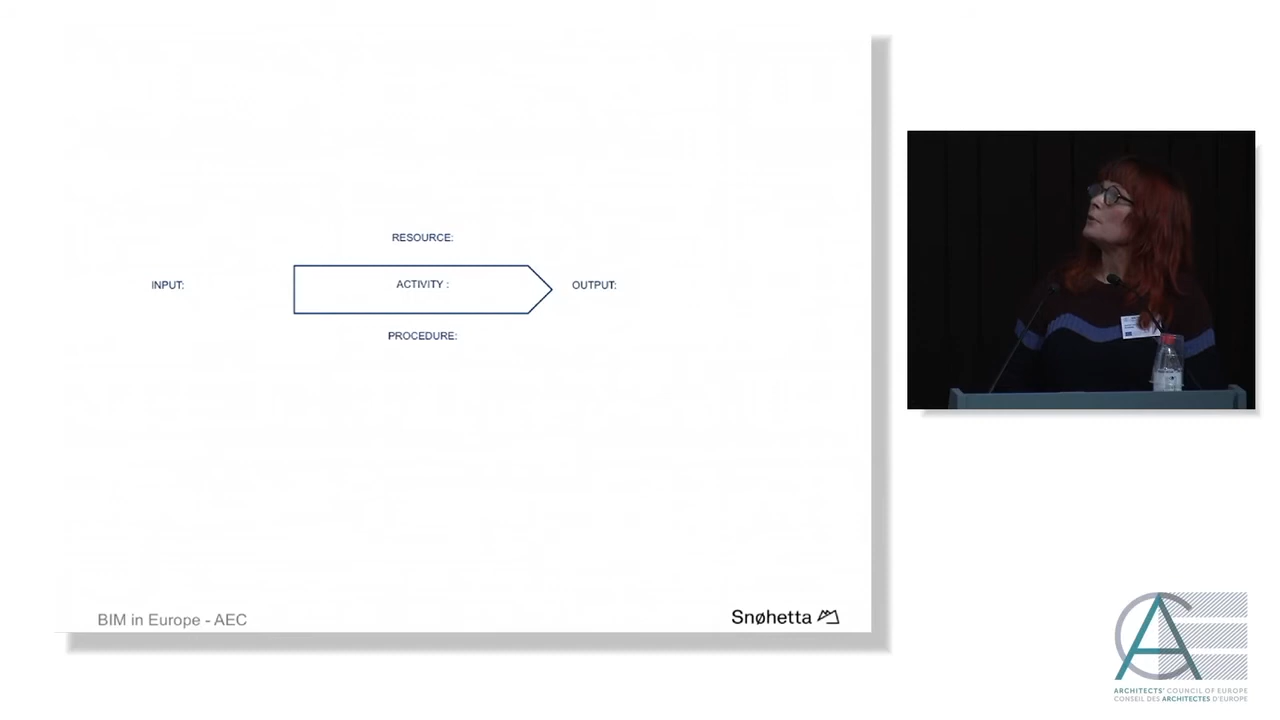 RESOURCE:
INPUT:
ACTIVITY :
OUTPUT:
PROCEDURE:
BIM in Europe - AEC
Snøhetta
ARCHITECTS' COUNCIL OF EUROPE
CONSEIL DES ARCHITECTES D'EUROPE